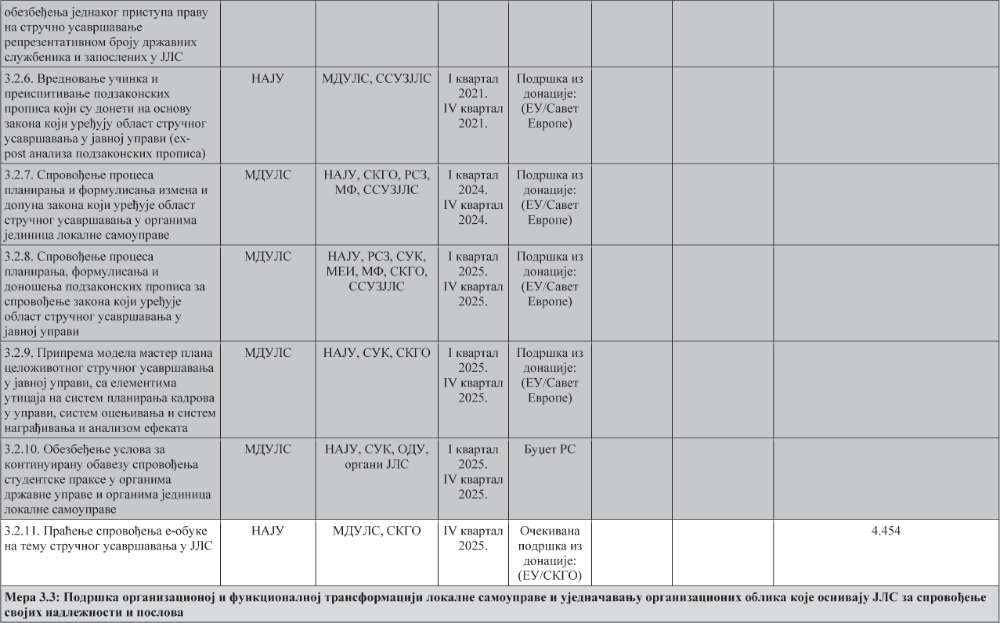 обезбеђења једнаког приступа праву
на стручно усавршавање
репрезентативном броју државних
службеника и запослених у ЈЛС
3.2.6. Вредновање учинка и
преиспитивање подзаконских
прописа који су донети на основу
закона који уређују област стручног
усавршавања у јавној управи (ex-
post анализа подзаконских прописа)
НАЈУ
МДУЛС, ССУЗЈЛС
I квартал
2021.
IV квартал
2021.
Подршка из
донације:
(ЕУ/Савет
Европе)
3.2.7. Спровођење процеса
планирања и формулисања измена и
допуна закона који уређује област
стручног усавршавања у органима
јединица локалне самоуправе
МДУЛС
НАЈУ, СКГО, РСЗ,
МФ, ССУЗЈЛС
I квартал
2024.
IV квартал
2024.
Подршка из
донације:
(ЕУ/Савет
Европе)
3.2.8. Спровођење процеса
планирања, формулисања и
доношења подзаконских прописа за
спровођење закона који уређује
област стручног усавршавања у
јавној управи
МДУЛС
НАЈУ, РСЗ, СУК,
МЕИ, МФ, СКГО,
ССУЗЈЛС
I квартал
2025.
IV квартал
2025.
Подршка из
донације:
(ЕУ/Савет
Европе)
3.2.9. Припрема модела мастер плана
целоживотног стручног усавршавања
у јавној управи, са елементима
утицаја на систем планирања кадрова
у управи, систем оцењивања и систем
награђивања и анализом ефеката
МДУЛС
НАЈУ, СУК, СКГО
I квартал
2025.
IV квартал
2025.
Подршка из
донације:
(ЕУ/Савет
Европе)
3.2.10. Обезбеђење услова за
континуирану обавезу спровођења
студентске праксе у органима
државне управе и органима јединица
локалне самоуправе
МДУЛС
НАЈУ, СУК, ОДУ,
органи ЈЛС
I квартал
2025.
IV квартал
2025.
Буџет РС
3.2.11. Праћење спровођења е-обуке
на тему стручног усавршавања у ЈЛС
НАЈУ
МДУЛС, СКГО
IV квартал
2025.
Очекивана
подршка из
донације:
(ЕУ/СКГО)
4.454
Мера 3.3: Подршка организационој и функционалној трансформацији локалне самоуправе и уједначавању организационих облика које оснивају ЈЛС за спровођење
својих надлежности и послова